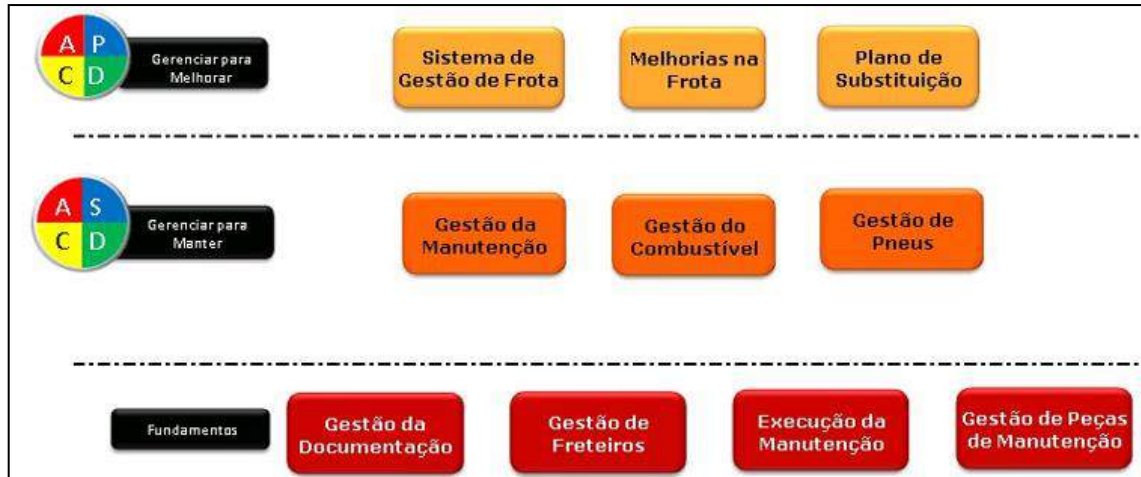 A P
C D
Gerenciar para
Melhorar
Sistema de
Gestão de Frota
Melhorias na
Frota
Plano de
Substituição
A S
C D
Gerenciar para
Manter
Gestão da
Manutenção
Gestão do
Combustível
Gestão de
Pneus
Fundamentos
Gestão da
Documentação
Gestão de
Freteiros
Execução da
Manutenção
Gestão de Peças
de Manutenção